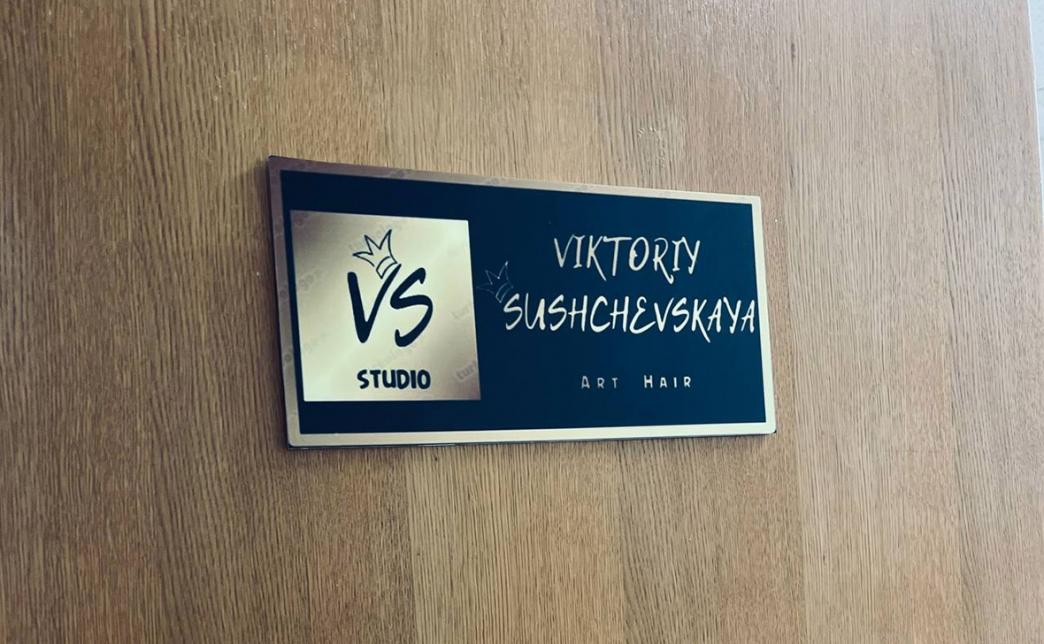 VS
STUDIO
VIKTORIY
SUSHCHEVSKAYA
ART HAIR